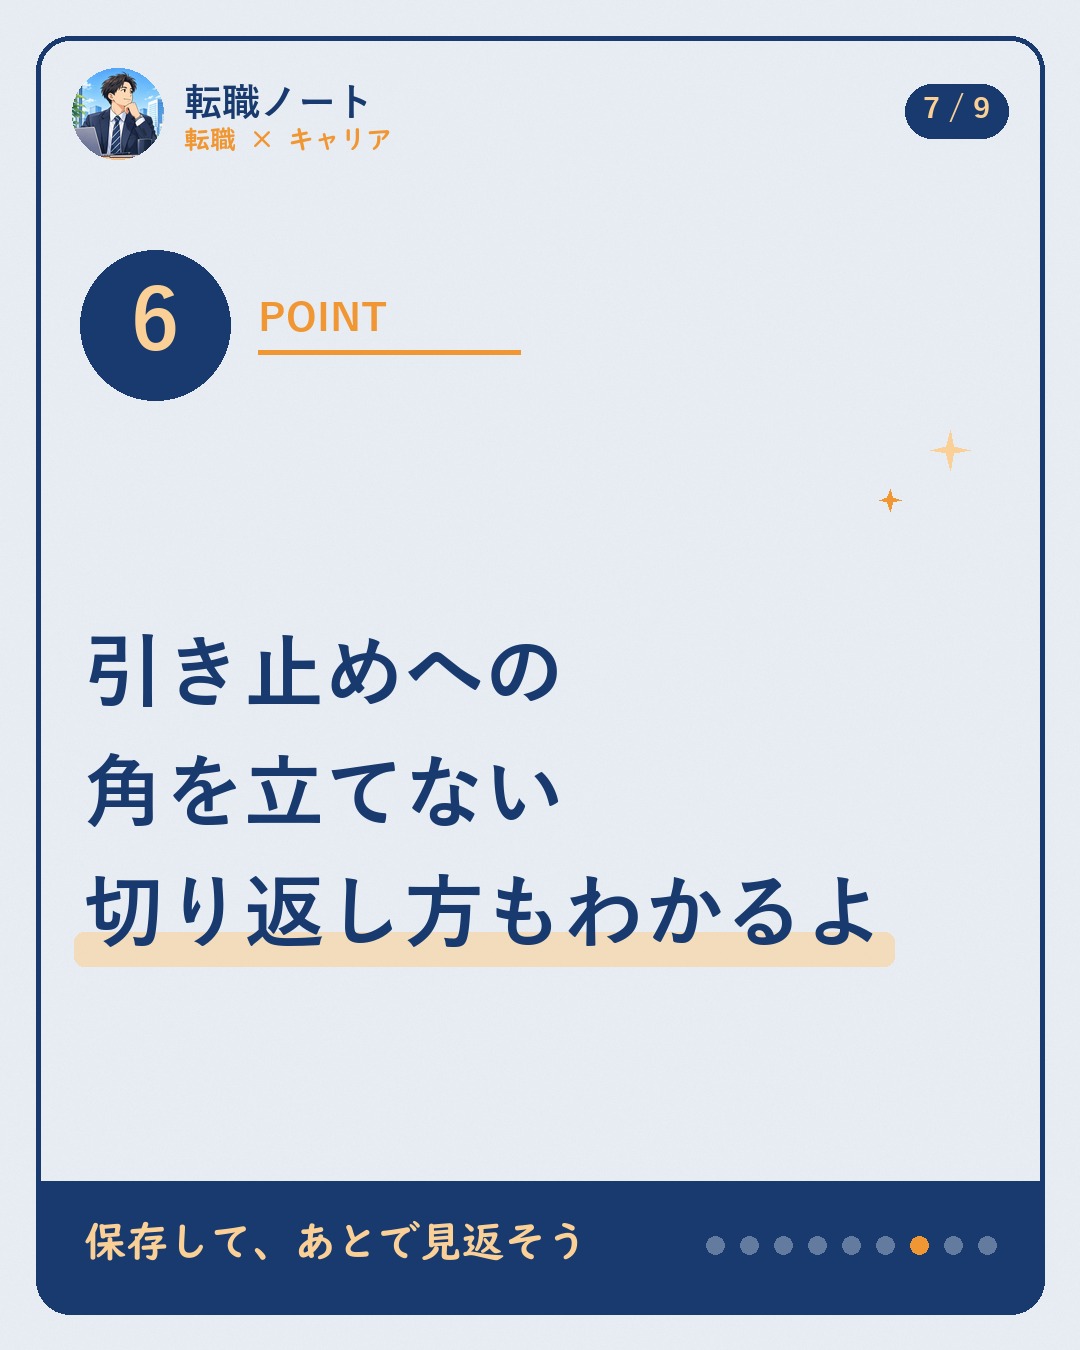 転職ノート
転職 × キャリア
7 / 9
6
POINT
引き止めへの
角を立てない
切り返し方もわかるよ
保存して、あとで見返そう